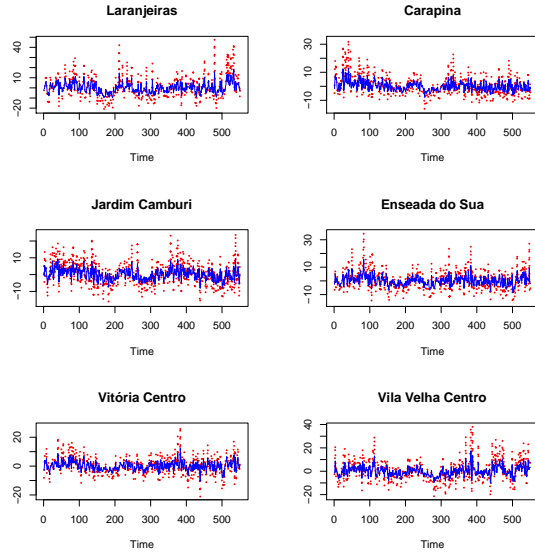 Laranjeiras
−20 0 10 40
0 100 200 300 400 500
Time
Carapina
−10 10 30
0 100 200 300 400 500
Time
Jardim Camburi
−10 0 10
0 100 200 300 400 500
Time
Enseada do Sua
−10 10 30
0 100 200 300 400 500
Time
Vitória Centro
−20 0 10 20
0 100 200 300 400 500
Time
Vila Velha Centro
−20 0 20 40
0 100 200 300 400 500
Time